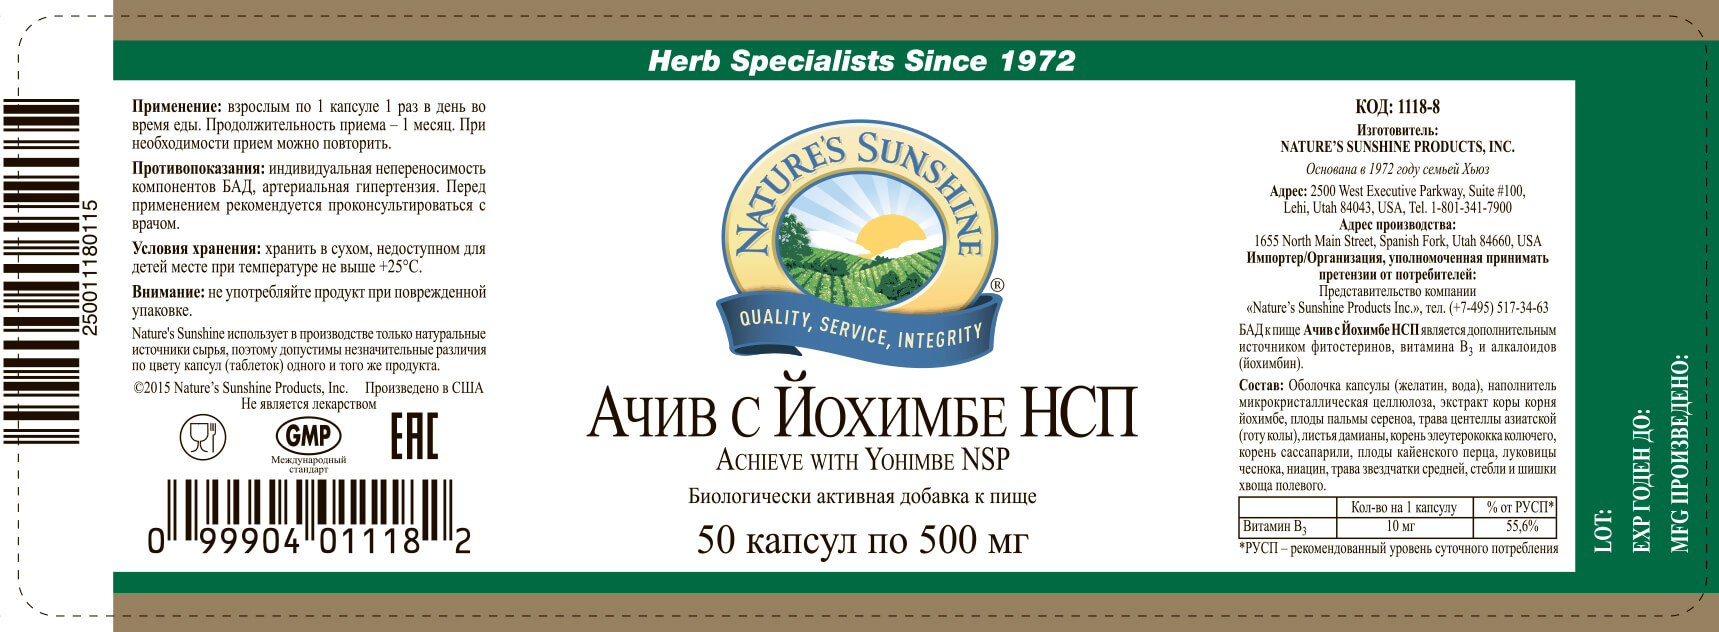 Herb Specialists Since 1972
250011180115
Применение: взрослым по 1 капсуле 1 раз в день во
время еды. Продолжительность приема – 1 месяц. При
необходимости прием можно повторить.
Противопоказания: индивидуальная непереносимость
компонентов БАД, артериальная гипертензия. Перед
применением рекомендуется проконсультироваться с
врачом.
Условия хранения: хранить в сухом, недоступном для
детей месте при температуре не выше +25°С.
Внимание: не употребляйте продукт при поврежденной
упаковке.
Nature's Sunshine использует в производстве только натуральные
источники сырья, поэтому допустимы незначительные различия
по цвету капсул (таблеток) одного и того же продукта.
©2015 Nature’s Sunshine Products, Inc. Произведено в США
Не является лекарством
GMP
Международный
стандарт
EAC
0 99904 01118 2
NATURE'S SUNSHINE
®
QUALITY, SERVICE, INTEGRITY
Ачив с Йохимбе НСП
Achieve with Yohimbe NSP
Биологически активная добавка к пище
50 капсул по 500 мг
КОД: 1118-8
Изготовитель:
NATURE’S SUNSHINE PRODUCTS, INC.
Основана в 1972 году семьей Хьюз
Адрес: 2500 West Executive Parkway, Suite #100,
Lehi, Utah 84043, USA, Tel. 1-801-341-7900
Адрес производства:
1655 North Main Street, Spanish Fork, Utah 84660, USA
Импортер/Организация, уполномоченная принимать
претензии от потребителей:
Представительство компании
«Nature’s Sunshine Products Inc.», тел. (+7-495) 517-34-63
БАД к пище Ачив с Йохимбе НСП является дополнительным
источником фитостеринов, витамина В3 и алкалоидов
(йохимбин).
Состав: Оболочка капсулы (желатин, вода), наполнитель
микрокристаллическая целлюлоза, экстракт коры корня
йохимбе, плоды пальмы сереноа, трава центеллы азиатской
(готу колы), листья дамианы, корень элеутерококка колючего,
корень сассапарили, плоды кайенского перца, луковицы
чеснока, ниацин, трава звездчатки средней, стебли и шишки
хвоща полевого.
Кол-во на 1 капсулу % от РУСП*
Витамин В3 10 мг 55,6%
*РУСП – рекомендованный уровень суточного потребления
LOT:
EXP ГОДЕН ДО:
MFG ПРОИЗВЕДЕНО: